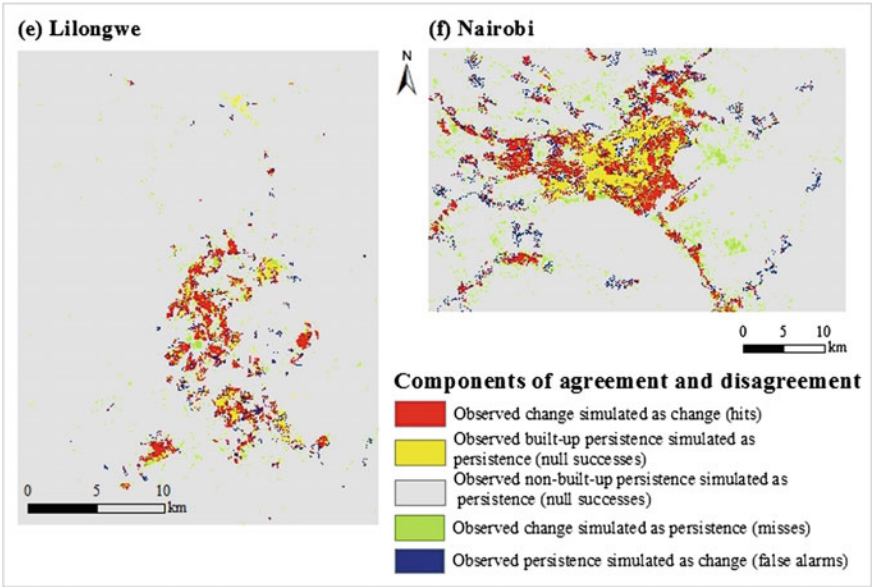 (e) Lilongwe
(f) Nairobi
N
0 5 10
km
0 5 10
km
Components of agreement and disagreement
Observed change simulated as change (hits)
Observed built-up persistence simulated as
persistence (null successes)
Observed non-built-up persistence simulated as
persistence (null successes)
Observed change simulated as persistence (misses)
Observed persistence simulated as change (false alarms)